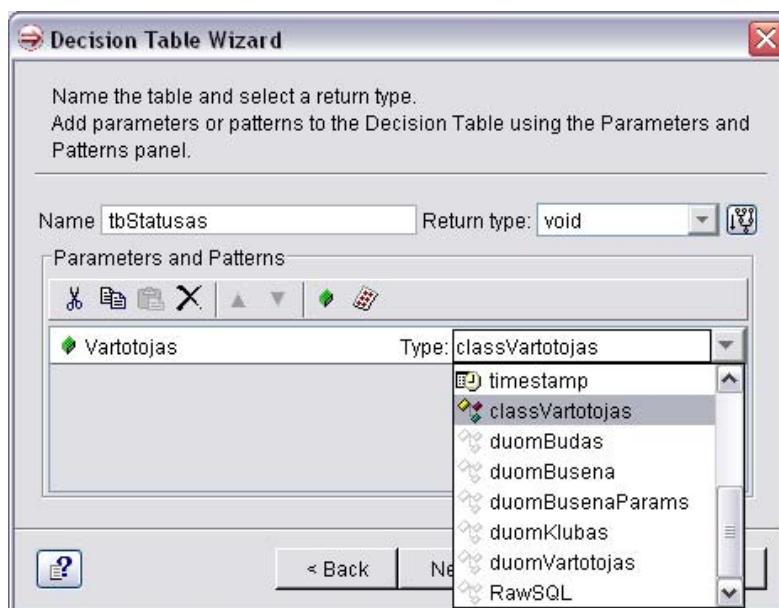 Decision Table Wizard
Name the table and select a return type.
Add parameters or patterns to the Decision Table using the Parameters and
Patterns panel.
Name tbStatusas Return type: void
Parameters and Patterns
Vartotojas Type: classVartotojas
timestamp
classVartotojas
duomBudas
duomBusena
duomBusenaParams
duomKlubas
duomVartotojas
RawSQL
< Back